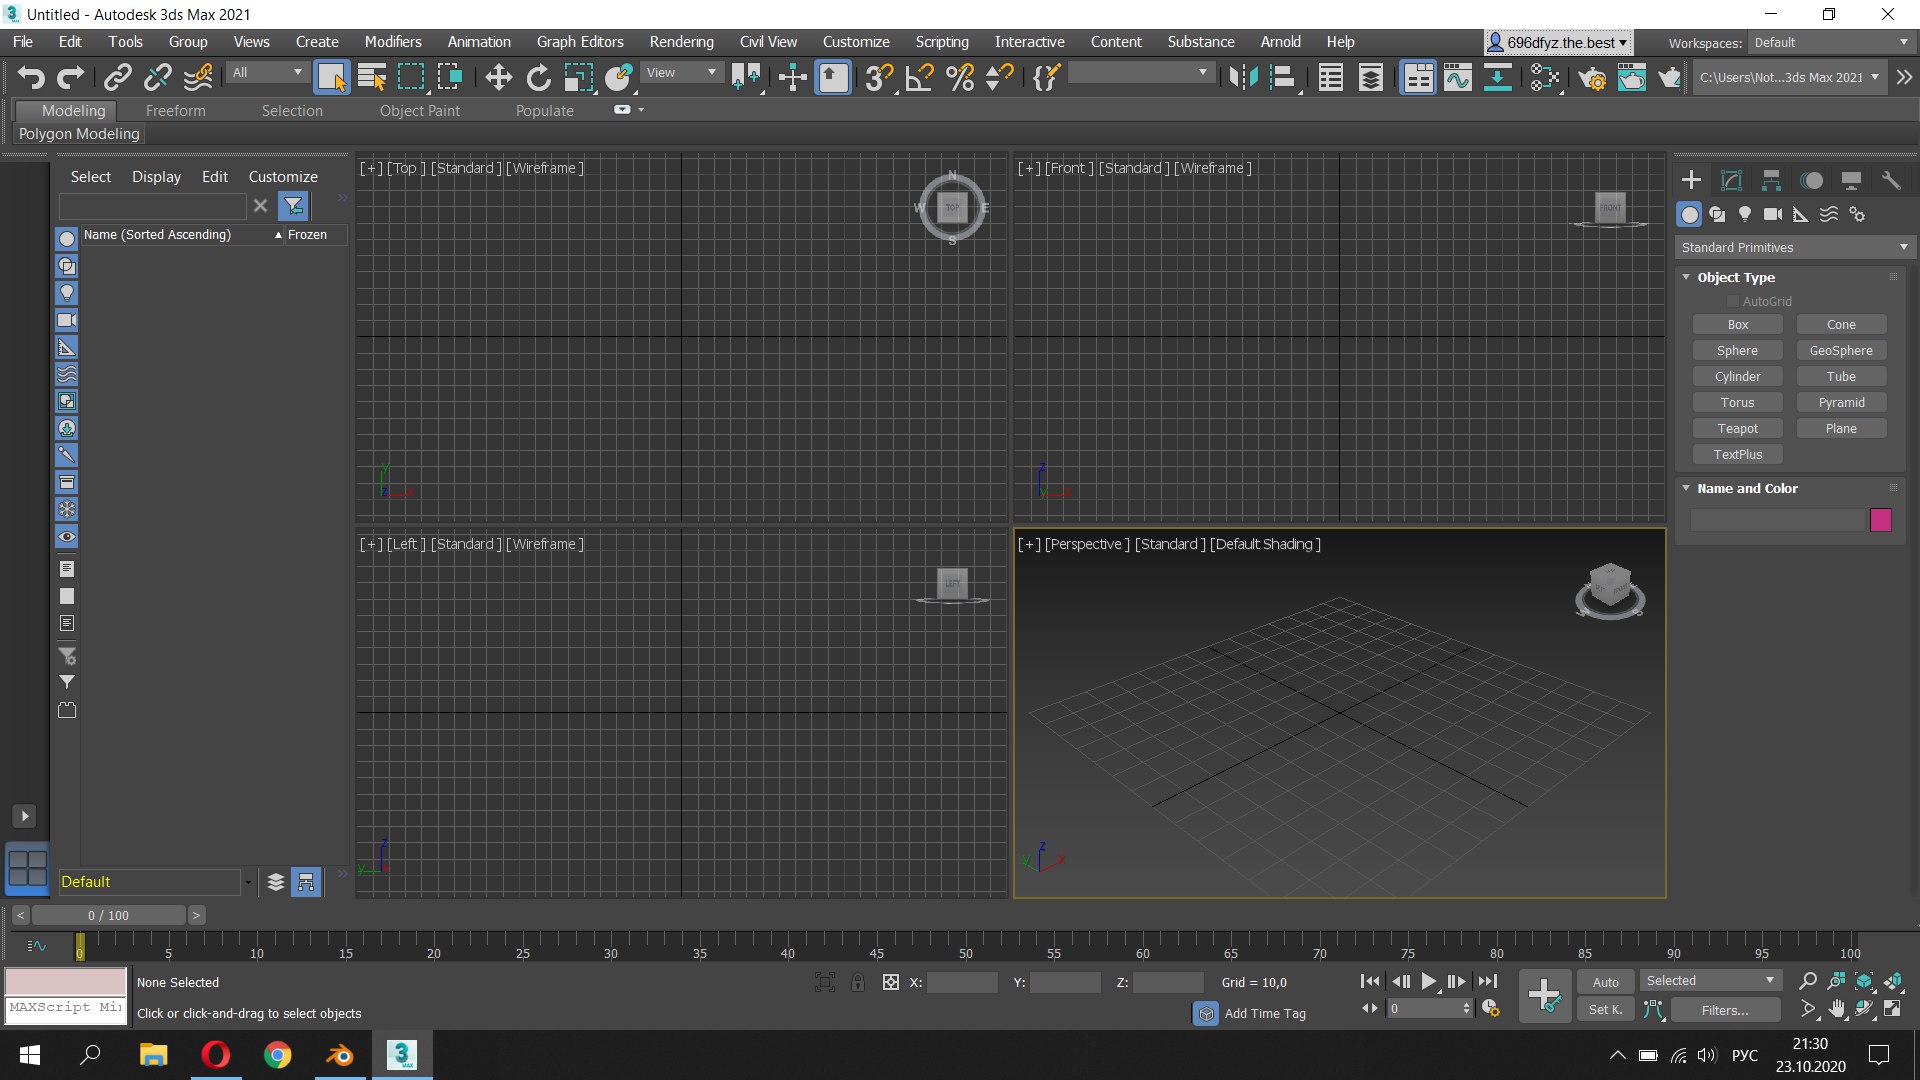 Untitled - Autodesk 3ds Max 2021
File Edit Tools Group Views Create Modifiers Animation Graph Editors Rendering Civil View Customize Scripting Interactive Content Substance Arnold Help 696dfyz.the.best Workspaces: Default
All View C:\Users\Not...3ds Max 2021
Modeling Freeform Selection Object Paint Populate
Polygon Modeling
Select Display Edit Customize
Name (Sorted Ascending) Frozen
Default
[+] [Top ] [Standard ] [Wireframe ]
N
W TOP E
S
y
z x
[+] [Front ] [Standard ] [Wireframe ]
FRONT
z
y x
[+] [Left ] [Standard ] [Wireframe ]
LEFT
z
y
[+] [Perspective ] [Standard ] [Default Shading ]
z
y x
Standard Primitives
Object Type
AutoGrid
Box Cone
Sphere GeoSphere
Cylinder Tube
Torus Pyramid
Teapot Plane
TextPlus
Name and Color
< 0 / 100 >
0 5 10 15 20 25 30 35 40 45 50 55 60 65 70 75 80 85 90 95 100
None Selected X: Y: Z: Grid = 10,0 Auto Selected
MAXScript Mi
Click or click-and-drag to select objects Add Time Tag 0 Set K. Filters...
3 MAX РУС 21:30
23.10.2020